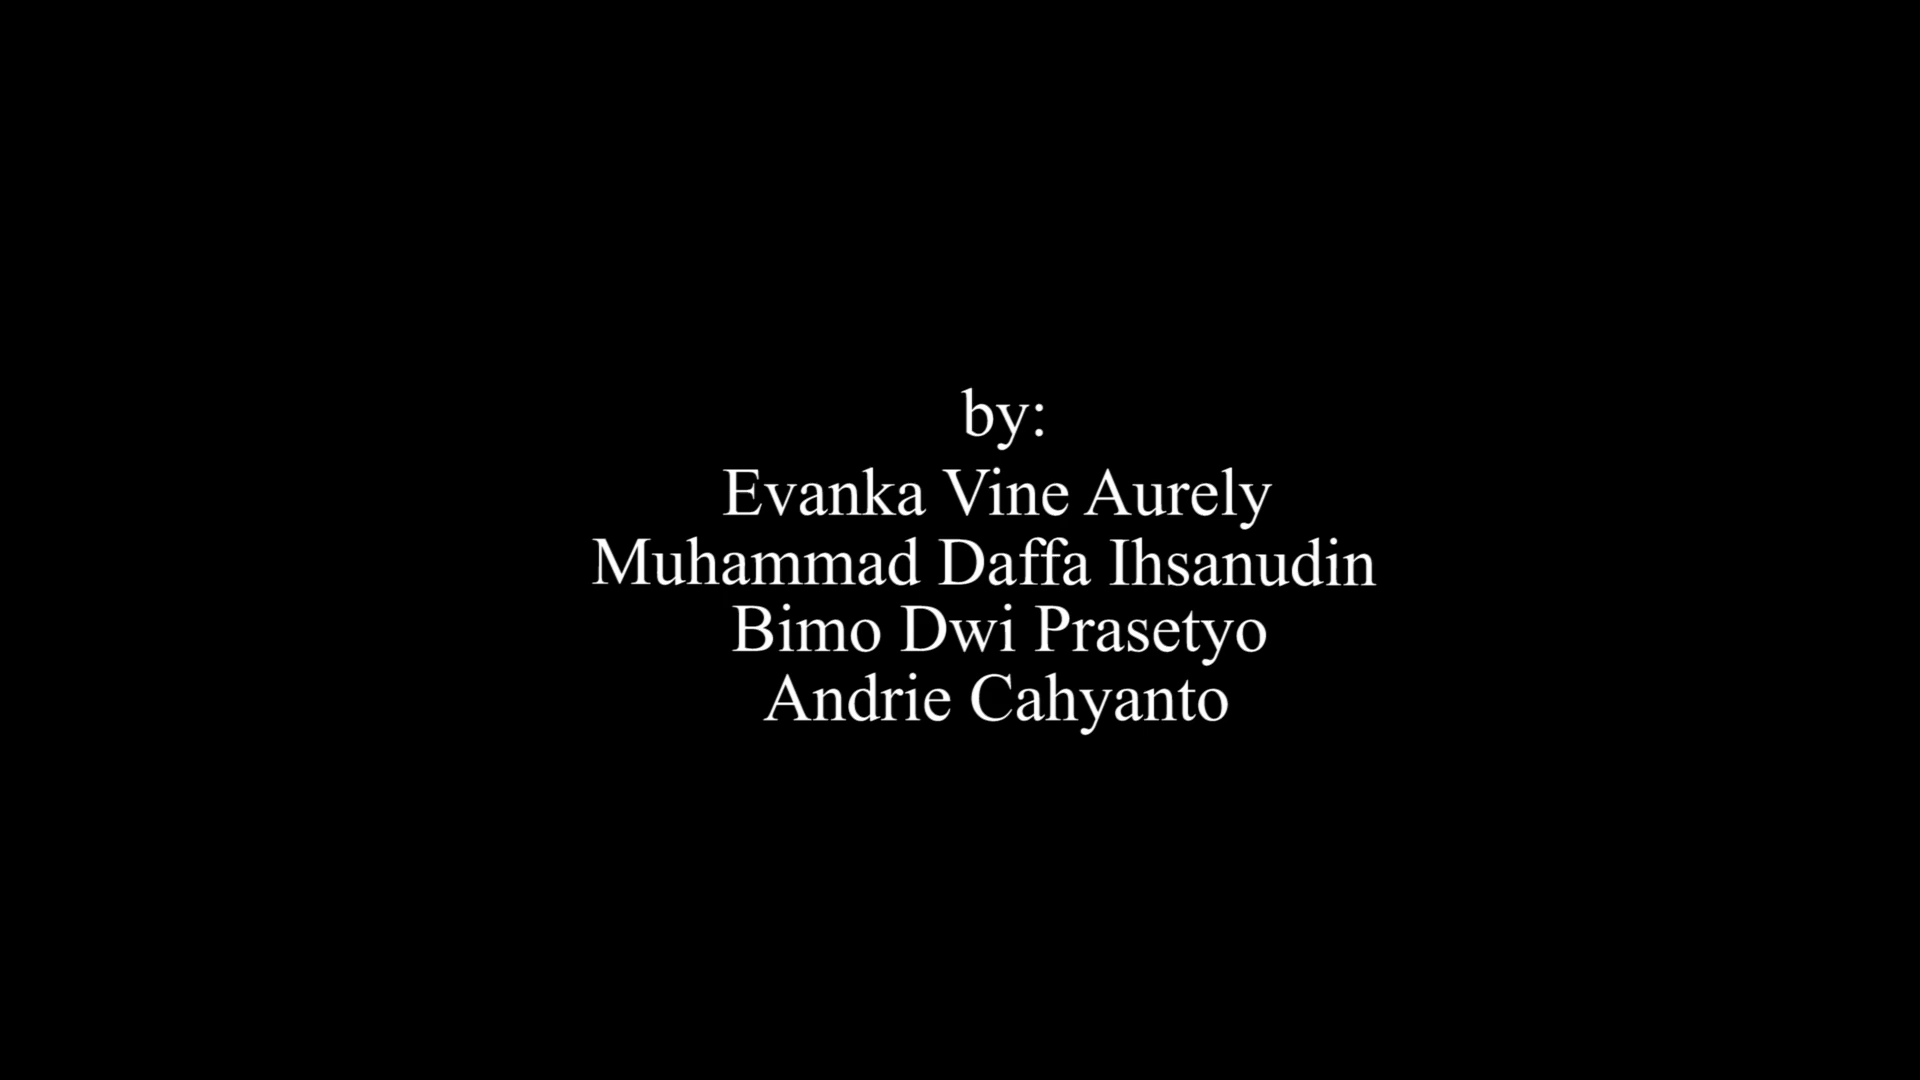 by:
Evanka Vine Aurely
Muhammad Daffa Ihsanudin
Bimo Dwi Prasetyo
Andrie Cahyanto